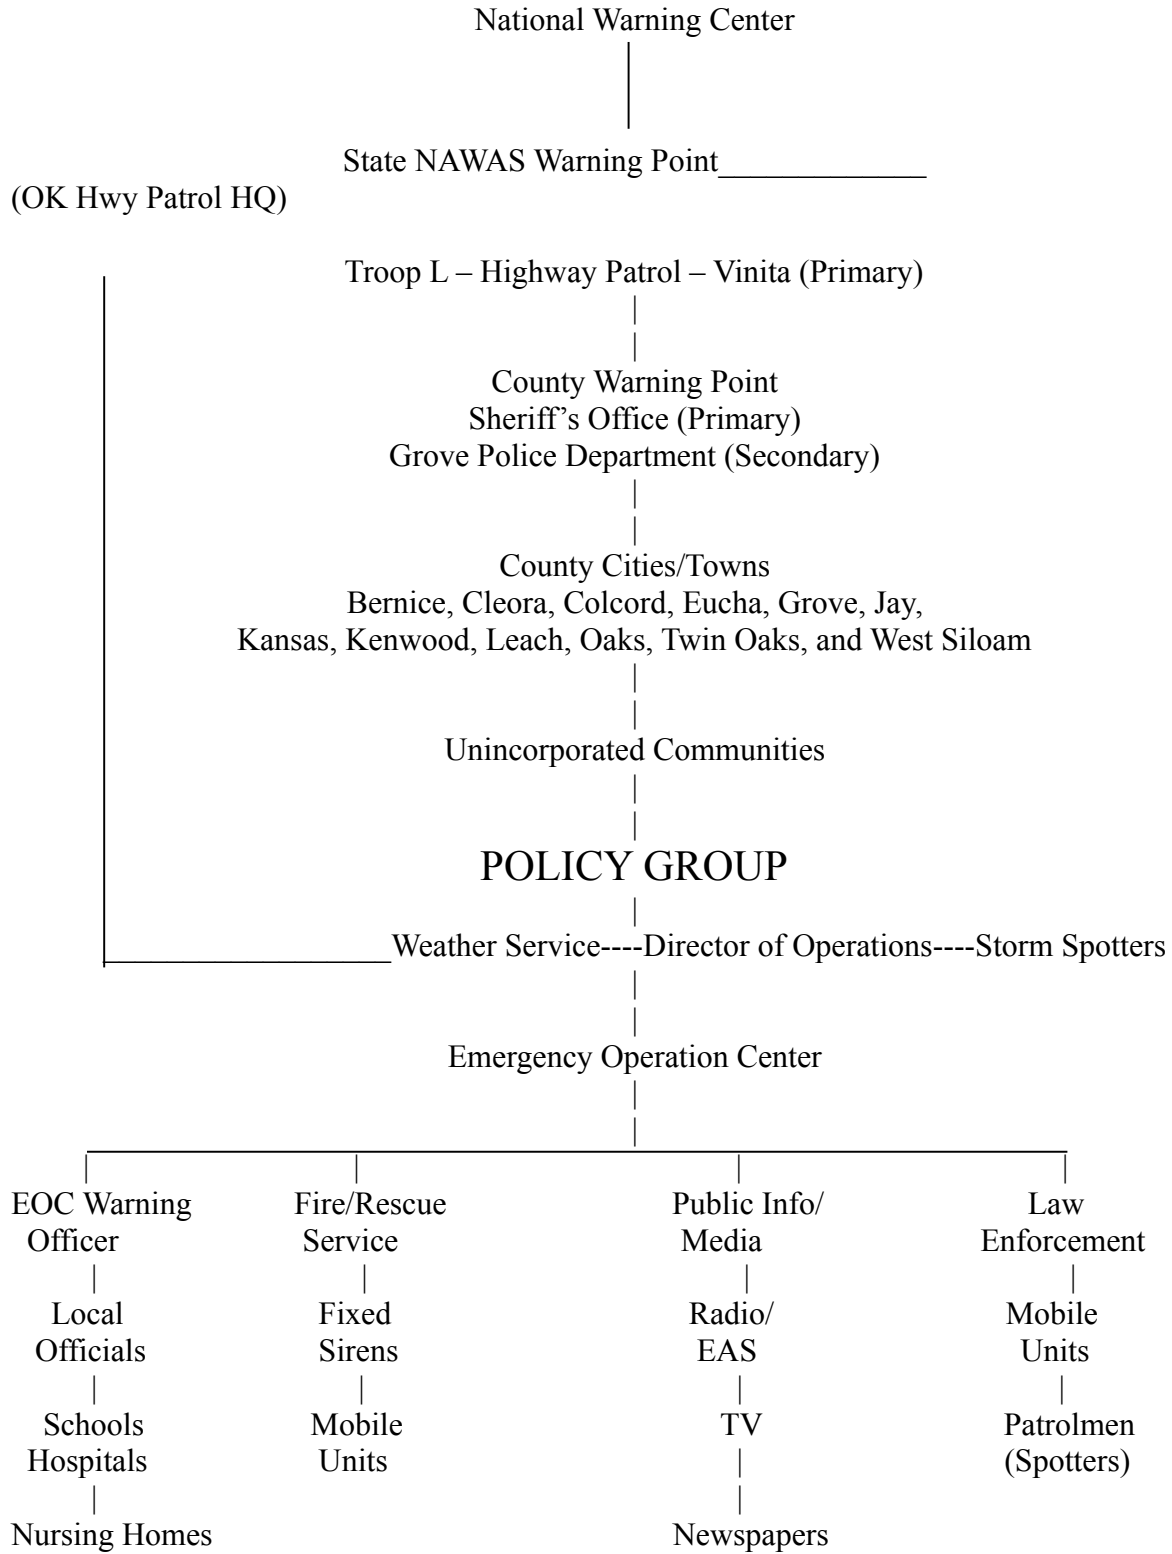 National Warning Center
State NAWAS Warning Point_____________
(OK Hwy Patrol HQ)
Troop L – Highway Patrol – Vinita (Primary)
County Warning Point
Sheriff's Office (Primary)
Grove Police Department (Secondary)
County Cities/Towns
Bernice, Cleora, Colcord, Eucha, Grove, Jay,
Kansas, Kenwood, Leach, Oaks, Twin Oaks, and West Siloam
Unincorporated Communities
POLICY GROUP
__________________Weather Service----Director of Operations----Storm Spotters
Emergency Operation Center
EOC Warning Fire/Rescue Public Info/ Law
Officer Service Media Enforcement
Local Fixed Radio/ Mobile
Officials Sirens EAS Units
Schools Mobile TV Patrolmen
Hospitals Units (Spotters)
Nursing Homes Newspapers